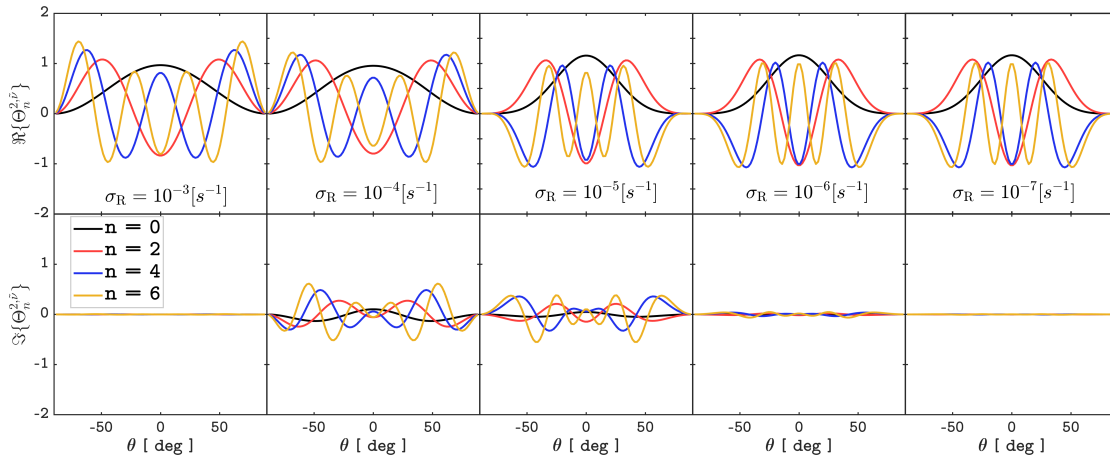 2
1
0
-1
-2
ℜ{Θₙ^{2,ν̃}}
σ_R = 10⁻³[s⁻¹]
σ_R = 10⁻⁴[s⁻¹]
σ_R = 10⁻⁵[s⁻¹]
σ_R = 10⁻⁶[s⁻¹]
σ_R = 10⁻⁷[s⁻¹]
1
0
-1
-2
ℑ{Θₙ^{2,ν̃}}
n = 0
n = 2
n = 4
n = 6
-50 0 50
-50 0 50
-50 0 50
-50 0 50
-50 0 50
θ [ deg ]
θ [ deg ]
θ [ deg ]
θ [ deg ]
θ [ deg ]